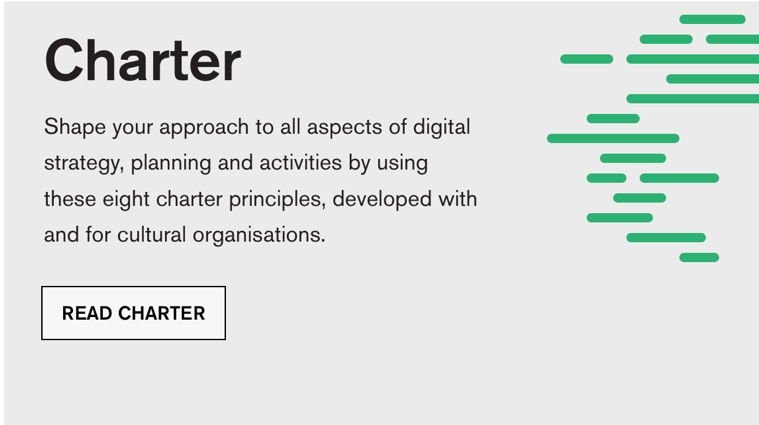 Charter
Shape your approach to all aspects of digital
strategy, planning and activities by using
these eight charter principles, developed with
and for cultural organisations.
READ CHARTER